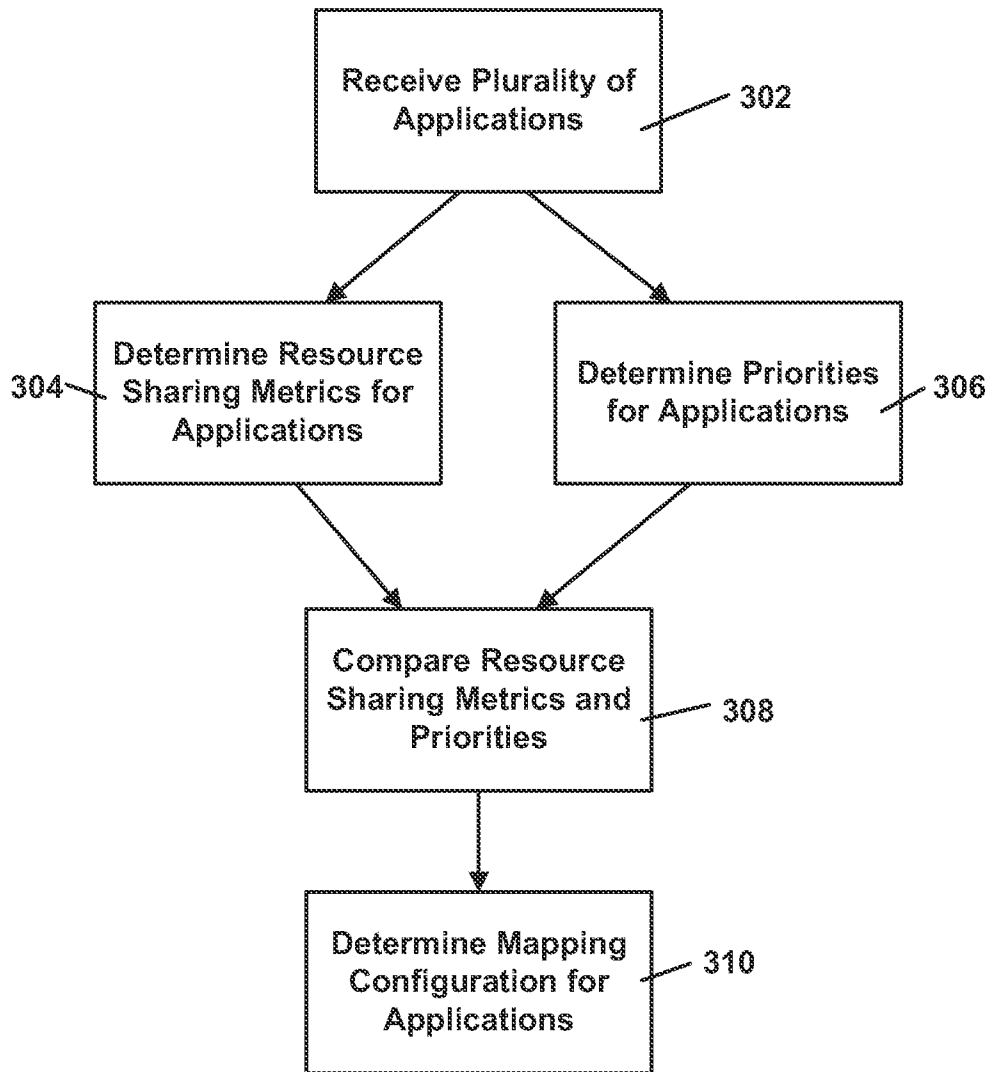 Receive Plurality of
Applications
302
Determine Resource
Sharing Metrics for
Applications
304
Determine Priorities
for Applications
306
Compare Resource
Sharing Metrics and
Priorities
308
Determine Mapping
Configuration for
Applications
310